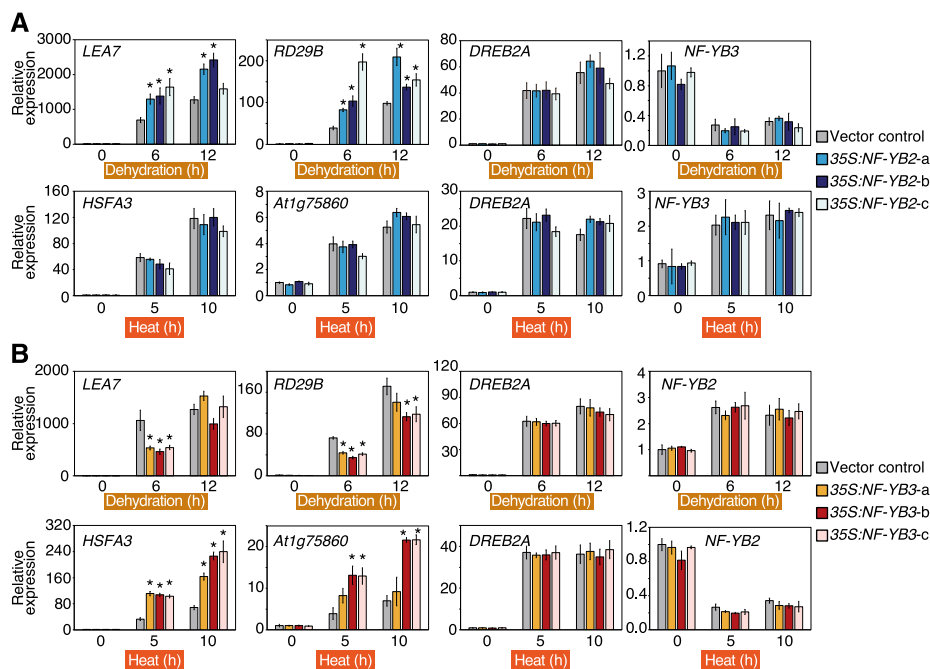 A
Relative expression
LEA7
3000
2000
1000
0
* * * * *
0 6 12
Dehydration (h)
RD29B
200
100
0
* * * * * *
0 6 12
Dehydration (h)
DREB2A
80
60
40
20
0
0 6 12
Dehydration (h)
NF-YB3
1.2
0.8
0.4
0.0
0 6 12
Dehydration (h)
Vector control
35S:NF-YB2-a
35S:NF-YB2-b
35S:NF-YB2-c
Relative expression
HSFA3
160
120
80
40
0
0 5 10
Heat (h)
At1g75860
8
6
4
2
0
0 5 10
Heat (h)
DREB2A
30
20
10
0
0 5 10
Heat (h)
NF-YB3
3
2
1
0
0 5 10
Heat (h)
B
Relative expression
LEA7
2000
1000
0
* * *
0 6 12
Dehydration (h)
RD29B
160
80
0
* * * * *
0 6 12
Dehydration (h)
DREB2A
120
90
60
30
0 6 12
Dehydration (h)
NF-YB2
4
3
2
1
0
0 6 12
Dehydration (h)
Vector control
35S:NF-YB3-a
35S:NF-YB3-b
35S:NF-YB3-c
Relative expression
HSFA3
320
240
160
80
0
* * * * * *
0 5 10
Heat (h)
At1g75860
20
10
0
* * * *
0 5 10
Heat (h)
DREB2A
40
20
0
0 5 10
Heat (h)
NF-YB2
1.2
0.8
0.4
0.0
0 5 10
Heat (h)